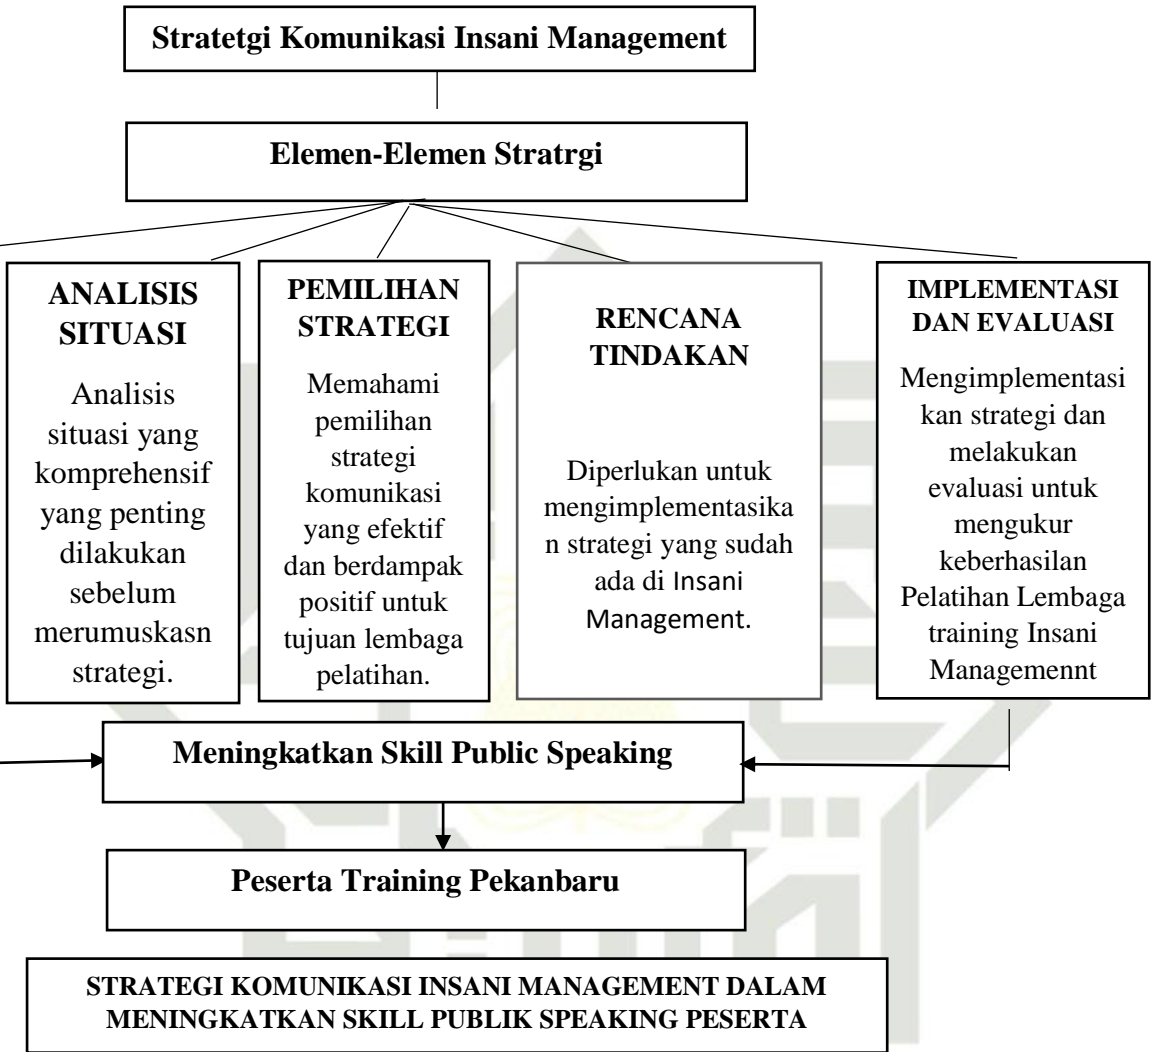 Stratetgi Komunikasi Insani Management
Elemen-Elemen Stratrgi
ANALISIS
SITUASI
Analisis
situasi yang
komprehensif
yang penting
dilakukan
sebelum
merumuskasn
strategi.
PEMILIHAN
STRATEGI
Memahami
pemilihan
strategi
komunikasi
yang efektif
dan berdampak
positif untuk
tujuan lembaga
pelatihan.
RENCANA
TINDAKAN
Diperlukan untuk
mengimplementasika
n strategi yang sudah
ada di Insani
Management.
IMPLEMENTASI
DAN EVALUASI
Mengimplementasi
kan strategi dan
melakukan
evaluasi untuk
mengukur
keberhasilan
Pelatihan Lembaga
training Insani
Managemennt
Meningkatkan Skill Public Speaking
Peserta Training Pekanbaru
STRATEGI KOMUNIKASI INSANI MANAGEMENT DALAM
MENINGKATKAN SKILL PUBLIK SPEAKING PESERTA